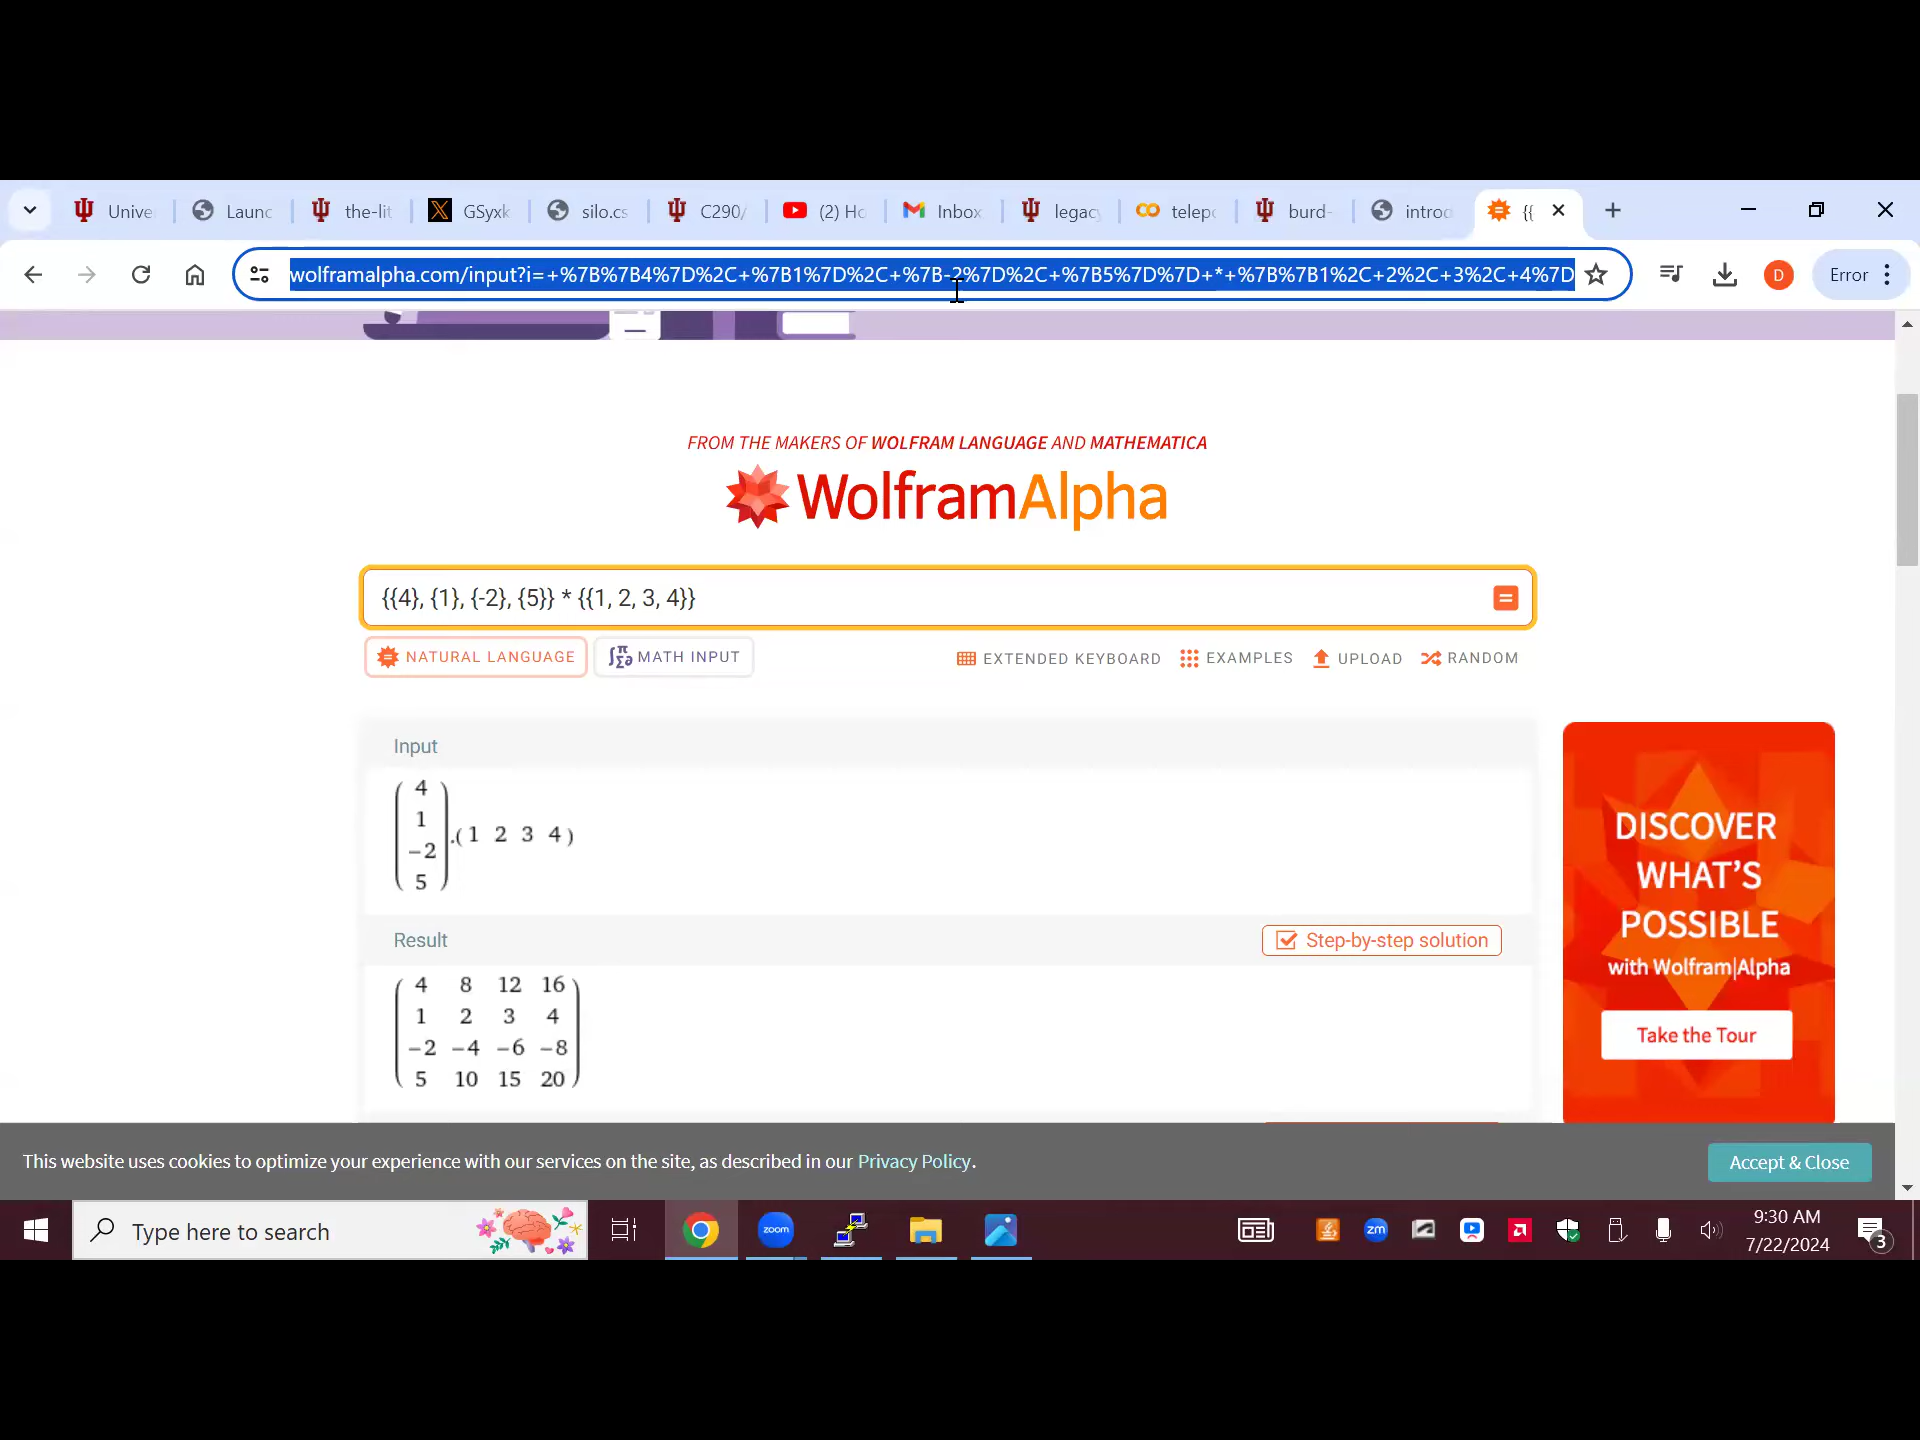 Unive Launc the-lit GSyxk silo.cs C290/ (2) Ho Inbox legac telepo burd- introd {{
wolframalpha.com/input?i=+%7B%7B4%7D%2C+%7B1%7D%2C+%7B-2%7D%2C+%7B5%7D%7D+*+%7B%7B1%2C+2%2C+3%2C+4%7D D Error
FROM THE MAKERS OF WOLFRAM LANGUAGE AND MATHEMATICA
WolframAlpha
{{4}, {1}, {-2}, {5}} * {{1, 2, 3, 4}}
NATURAL LANGUAGE MATH INPUT EXTENDED KEYBOARD EXAMPLES UPLOAD RANDOM
Input
4
1
-2
5
.(1 2 3 4)
Result Step-by-step solution
4 8 12 16
1 2 3 4
-2 -4 -6 -8
5 10 15 20
DISCOVER
WHAT'S
POSSIBLE
with Wolfram|Alpha
Take the Tour
This website uses cookies to optimize your experience with our services on the site, as described in our Privacy Policy.
Accept & Close
Type here to search
zoom
zm
9:30 AM
7/22/2024
3